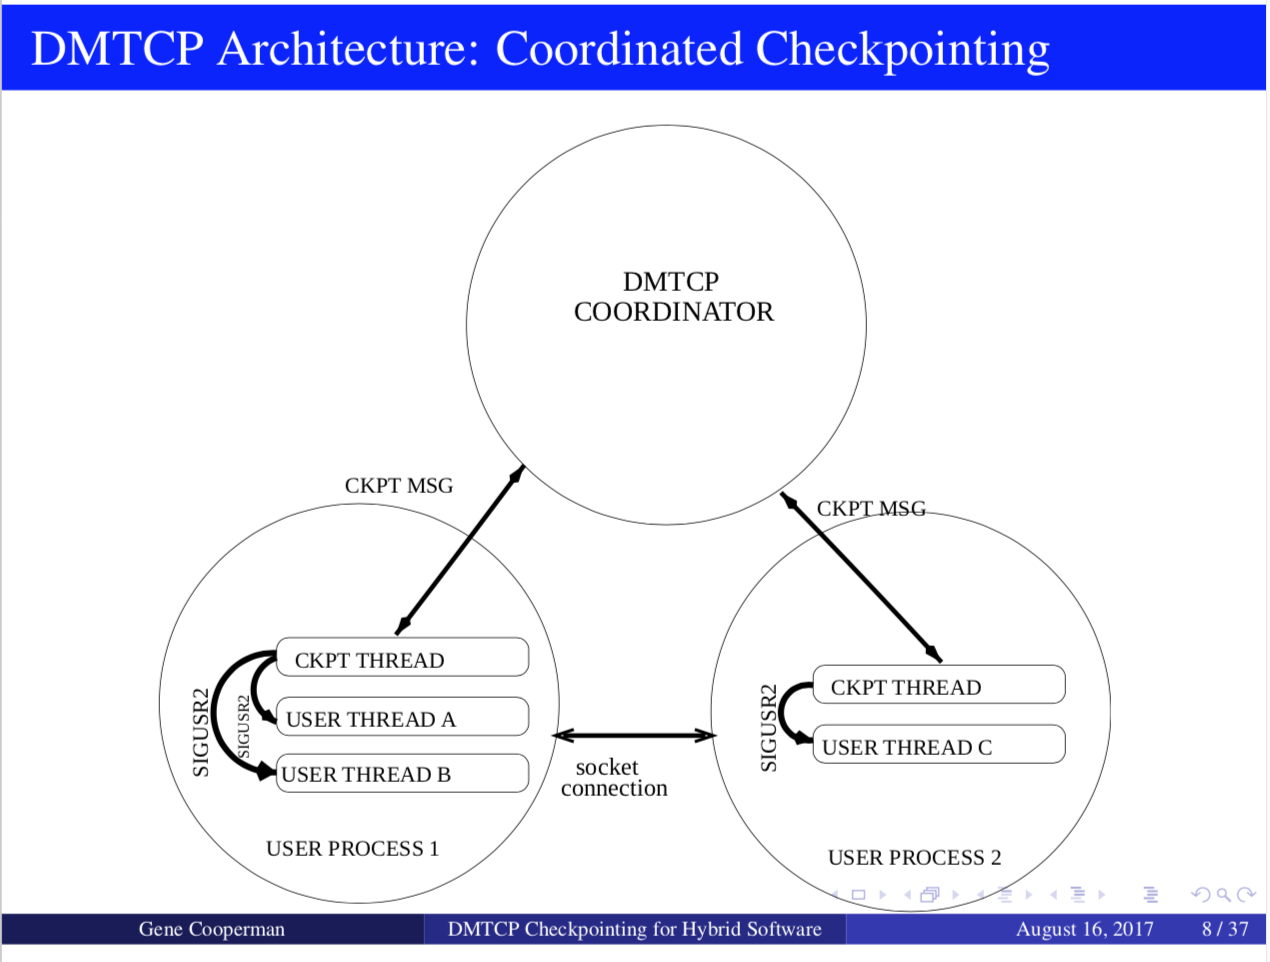 DMTCP Architecture: Coordinated Checkpointing
DMTCP
COORDINATOR
CKPT MSG
CKPT MSG
CKPT THREAD
USER THREAD A
USER THREAD B
SIGUSR2
SIGUSR2
USER PROCESS 1
socket
connection
CKPT THREAD
USER THREAD C
SIGUSR2
USER PROCESS 2
Gene Cooperman
DMTCP Checkpointing for Hybrid Software
August 16, 2017
8 / 37